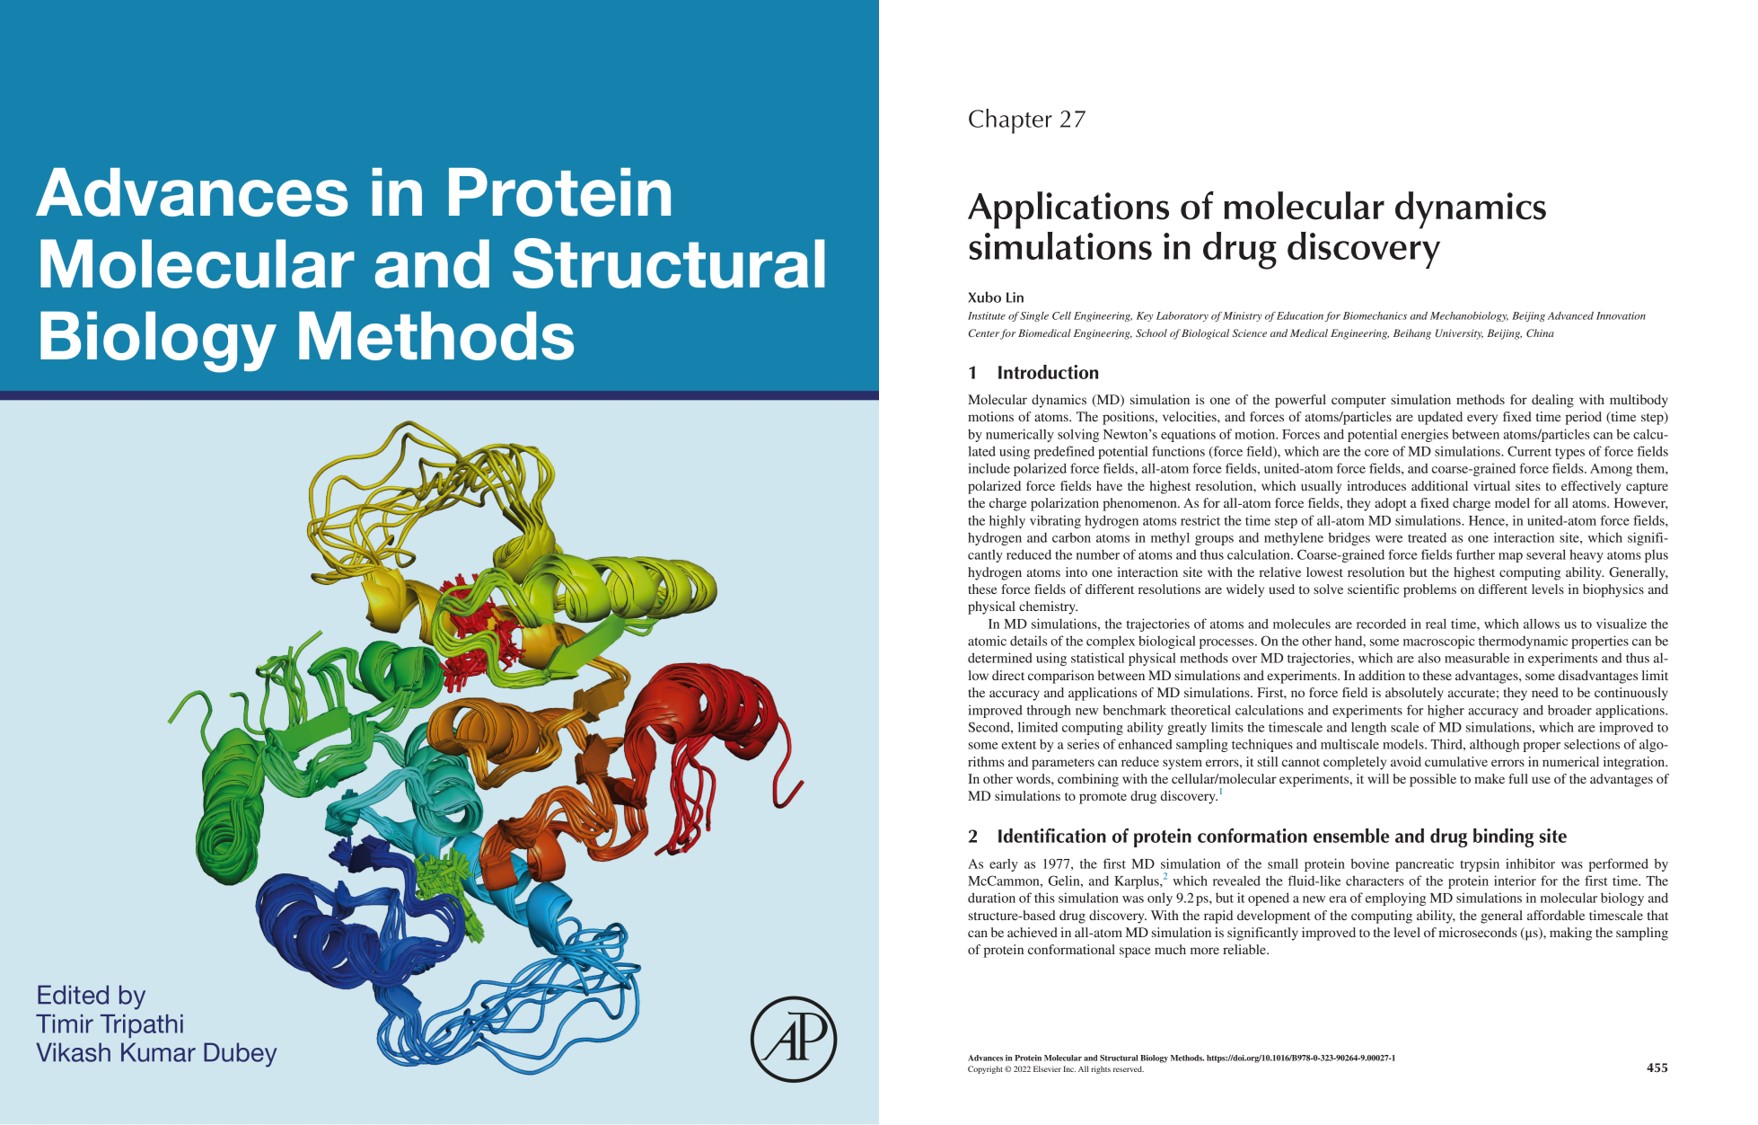 Advances in Protein
Molecular and Structural
Biology Methods
Edited by
Timir Tripathi
Vikash Kumar Dubey
AP
Chapter 27
Applications of molecular dynamics
simulations in drug discovery
Xubo Lin
Institute of Single Cell Engineering, Key Laboratory of Ministry of Education for Biomechanics and Mechanobiology, Beijing Advanced Innovation
Center for Biomedical Engineering, School of Biological Science and Medical Engineering, Beihang University, Beijing, China
1 Introduction
Molecular dynamics (MD) simulation is one of the powerful computer simulation methods for dealing with multibody
motions of atoms. The positions, velocities, and forces of atoms/particles are updated every fixed time period (time step)
by numerically solving Newton's equations of motion. Forces and potential energies between atoms/particles can be calcu-
lated using predefined potential functions (force field), which are the core of MD simulations. Current types of force fields
include polarized force fields, all-atom force fields, united-atom force fields, and coarse-grained force fields. Among them,
polarized force fields have the highest resolution, which usually introduces additional virtual sites to effectively capture
the charge polarization phenomenon. As for all-atom force fields, they adopt a fixed charge model for all atoms. However,
the highly vibrating hydrogen atoms restrict the time step of all-atom MD simulations. Hence, in united-atom force fields,
hydrogen and carbon atoms in methyl groups and methylene bridges were treated as one interaction site, which signifi-
cantly reduced the number of atoms and thus calculation. Coarse-grained force fields further map several heavy atoms plus
hydrogen atoms into one interaction site with the relative lowest resolution but the highest computing ability. Generally,
these force fields of different resolutions are widely used to solve scientific problems on different levels in biophysics and
physical chemistry.
In MD simulations, the trajectories of atoms and molecules are recorded in real time, which allows us to visualize the
atomic details of the complex biological processes. On the other hand, some macroscopic thermodynamic properties can be
determined using statistical physical methods over MD trajectories, which are also measurable in experiments and thus al-
low direct comparison between MD simulations and experiments. In addition to these advantages, some disadvantages limit
the accuracy and applications of MD simulations. First, no force field is absolutely accurate; they need to be continuously
improved through new benchmark theoretical calculations and experiments for higher accuracy and broader applications.
Second, limited computing ability greatly limits the timescale and length scale of MD simulations, which are improved to
some extent by a series of enhanced sampling techniques and multiscale models. Third, although proper selections of algo-
rithms and parameters can reduce system errors, it still cannot completely avoid cumulative errors in numerical integration.
In other words, combining with the cellular/molecular experiments, it will be possible to make full use of the advantages of
MD simulations to promote drug discovery.1
2 Identification of protein conformation ensemble and drug binding site
As early as 1977, the first MD simulation of the small protein bovine pancreatic trypsin inhibitor was performed by
McCammon, Gelin, and Karplus,2 which revealed the fluid-like characters of the protein interior for the first time. The
duration of this simulation was only 9.2 ps, but it opened a new era of employing MD simulations in molecular biology and
structure-based drug discovery. With the rapid development of the computing ability, the general affordable timescale that
can be achieved in all-atom MD simulation is significantly improved to the level of microseconds (μs), making the sampling
of protein conformational space much more reliable.
Advances in Protein Molecular and Structural Biology Methods. https://doi.org/10.1016/B978-0-323-90264-9.00027-1
Copyright © 2022 Elsevier Inc. All rights reserved.
455